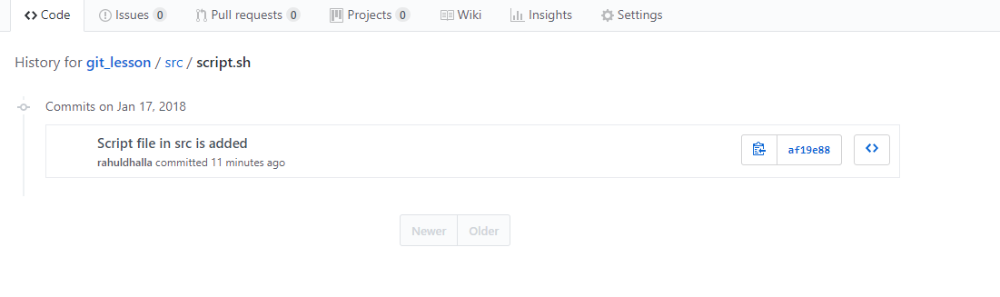 Code Issues 0 Pull requests 0 Projects 0 Wiki Insights Settings
History for git_lesson / src / script.sh
Commits on Jan 17, 2018
Script file in src is added
rahuldhalla committed 11 minutes ago
af19e88
Newer Older